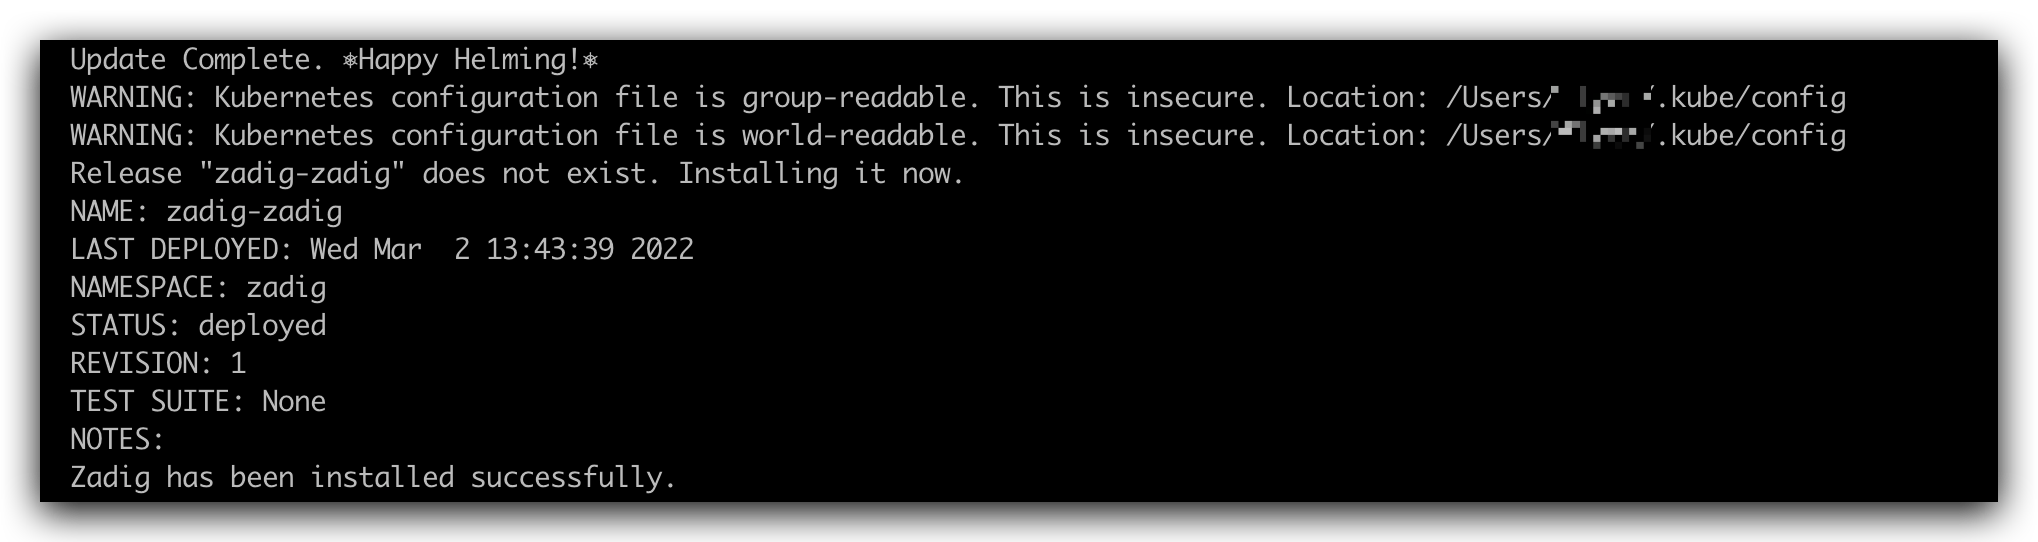 Update Complete. ⎈Happy Helming!⎈
WARNING: Kubernetes configuration file is group-readable. This is insecure. Location: /Users/ /.kube/config
WARNING: Kubernetes configuration file is world-readable. This is insecure. Location: /Users/ /.kube/config
Release "zadig-zadig" does not exist. Installing it now.
NAME: zadig-zadig
LAST DEPLOYED: Wed Mar  2 13:43:39 2022
NAMESPACE: zadig
STATUS: deployed
REVISION: 1
TEST SUITE: None
NOTES:
Zadig has been installed successfully.